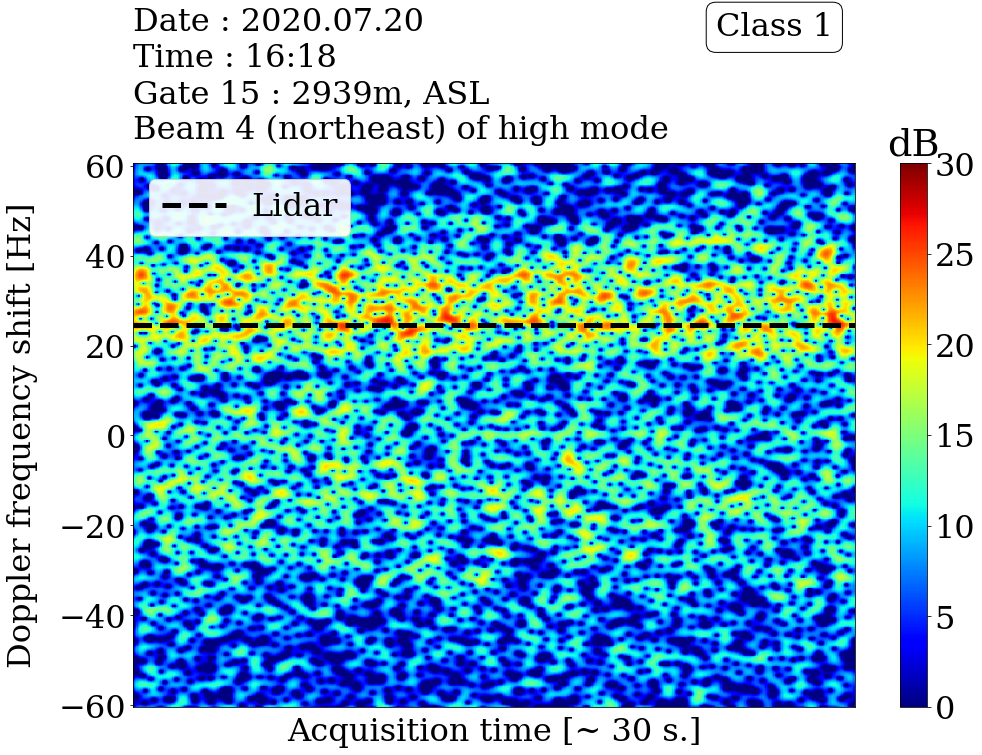 Date : 2020.07.20
Time : 16:18
Gate 15 : 2939m, ASL
Beam 4 (northeast) of high mode
Class 1
dB
Lidar
Doppler frequency shift [Hz]
60
40
20
0
−20
−40
−60
30
25
20
15
10
5
0
Acquisition time [~ 30 s.]